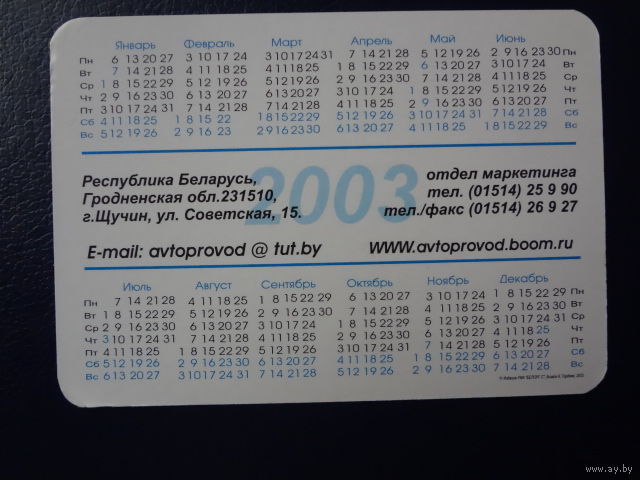 Январь Февраль Март Апрель Май Июнь
Пн 6 13 20 27 3 10 17 24 3 10 17 24 31 7 14 21 28 5 12 19 26 2 9 16 23 30 Пн
Вт 7 14 21 28 4 11 18 25 4 11 18 25 1 8 15 22 29 6 13 20 27 3 10 17 24 Вт
Ср 1 8 15 22 29 5 12 19 26 5 12 19 26 2 9 16 23 30 7 14 21 28 4 11 18 25 Ср
Чт 2 9 16 23 30 6 13 20 27 6 13 20 27 3 10 17 24 1 8 15 22 29 5 12 19 26 Чт
Пт 3 10 17 24 31 7 14 21 28 7 14 21 28 4 11 18 25 2 9 16 23 30 6 13 20 27 Пт
Сб 4 11 18 25 1 8 15 22 1 8 15 22 29 5 12 19 26 3 10 17 24 31 7 14 21 28 Сб
Вс 5 12 19 26 2 9 16 23 2 9 16 23 30 6 13 20 27 4 11 18 25 1 8 15 22 29 Вс
2003
Республика Беларусь, отдел маркетинга
Гродненская обл.231510, тел. (01514) 25 9 90
г.Щучин, ул. Советская, 15. тел./факс (01514) 26 9 27
E-mail: avtoprovod @ tut.by WWW.avtoprovod.boom.ru
Июль Август Сентябрь Октябрь Ноябрь Декабрь
Пн 7 14 21 28 4 11 18 25 1 8 15 22 29 6 13 20 27 3 10 17 24 1 8 15 22 29 Пн
Вт 1 8 15 22 29 5 12 19 26 2 9 16 23 30 7 14 21 28 4 11 18 25 2 9 16 23 30 Вт
Ср 2 9 16 23 30 6 13 20 27 3 10 17 24 1 8 15 22 29 5 12 19 26 3 10 17 24 31 Ср
Чт 3 10 17 24 31 7 14 21 28 4 11 18 25 2 9 16 23 30 6 13 20 27 4 11 18 25 Чт
Пт 4 11 18 25 1 8 15 22 29 5 12 19 26 3 10 17 24 31 7 14 21 28 5 12 19 26 Пт
Сб 5 12 19 26 2 9 16 23 30 6 13 20 27 4 11 18 25 1 8 15 22 29 6 13 20 27 Сб
Вс 6 13 20 27 3 10 17 24 31 7 14 21 28 5 12 19 26 2 9 16 23 30 7 14 21 28 Вс
www.ay.by